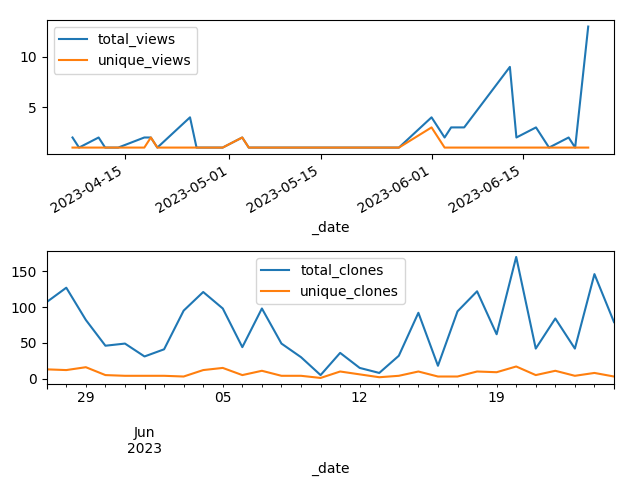 total_views
unique_views
10
5
2023-04-15
2023-05-01
2023-05-15
2023-06-01
2023-06-15
_date
total_clones
unique_clones
150
100
50
0
29
05
12
19
Jun
2023
_date